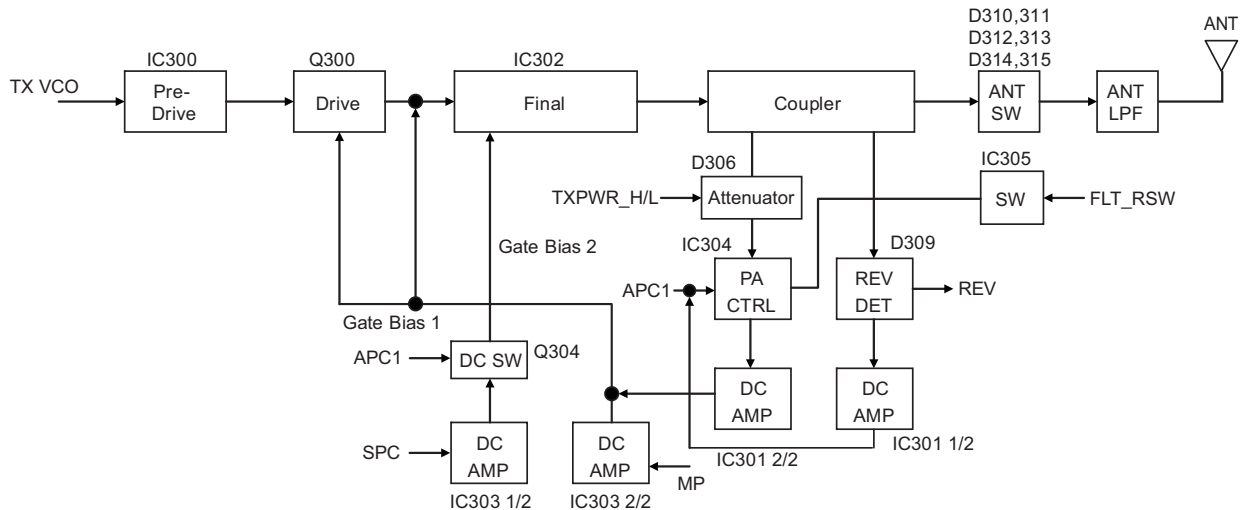 D310,311
D312,313
D314,315
ANT
IC300
Q300
IC302
TX VCO
Pre-
Drive
Drive
Final
Coupler
ANT
SW
ANT
LPF
D306
IC305
TXPWR_H/L
Attenuator
SW
FLT_RSW
Gate Bias 2
IC304
D309
APC1
PA
CTRL
REV
DET
REV
Gate Bias 1
APC1
DC SW
Q304
DC
AMP
DC
AMP
SPC
DC
AMP
DC
AMP
MP
IC301 2/2
IC301 1/2
IC303 1/2
IC303 2/2